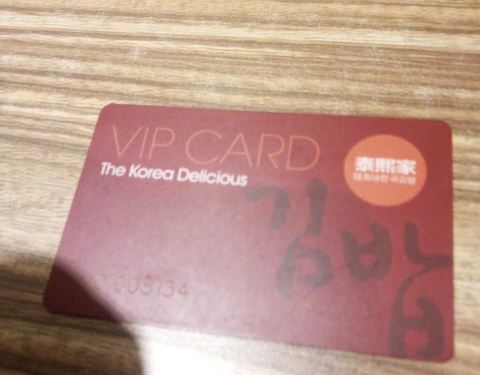 VIP CARD
The Korea Delicious
泰熙家
김밥
003134